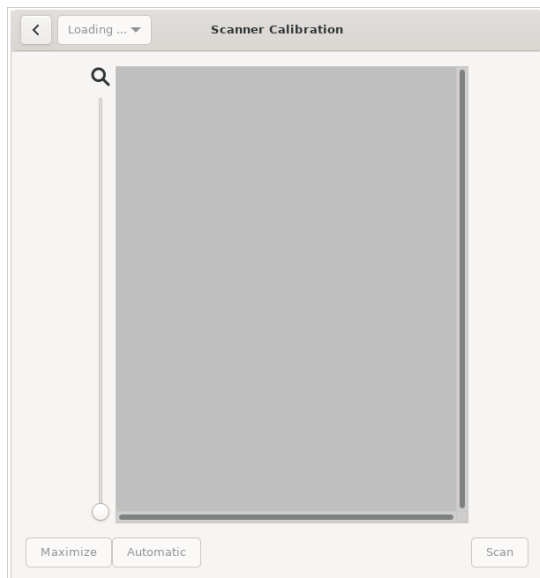 Loading ...
Scanner Calibration
Maximize
Automatic
Scan